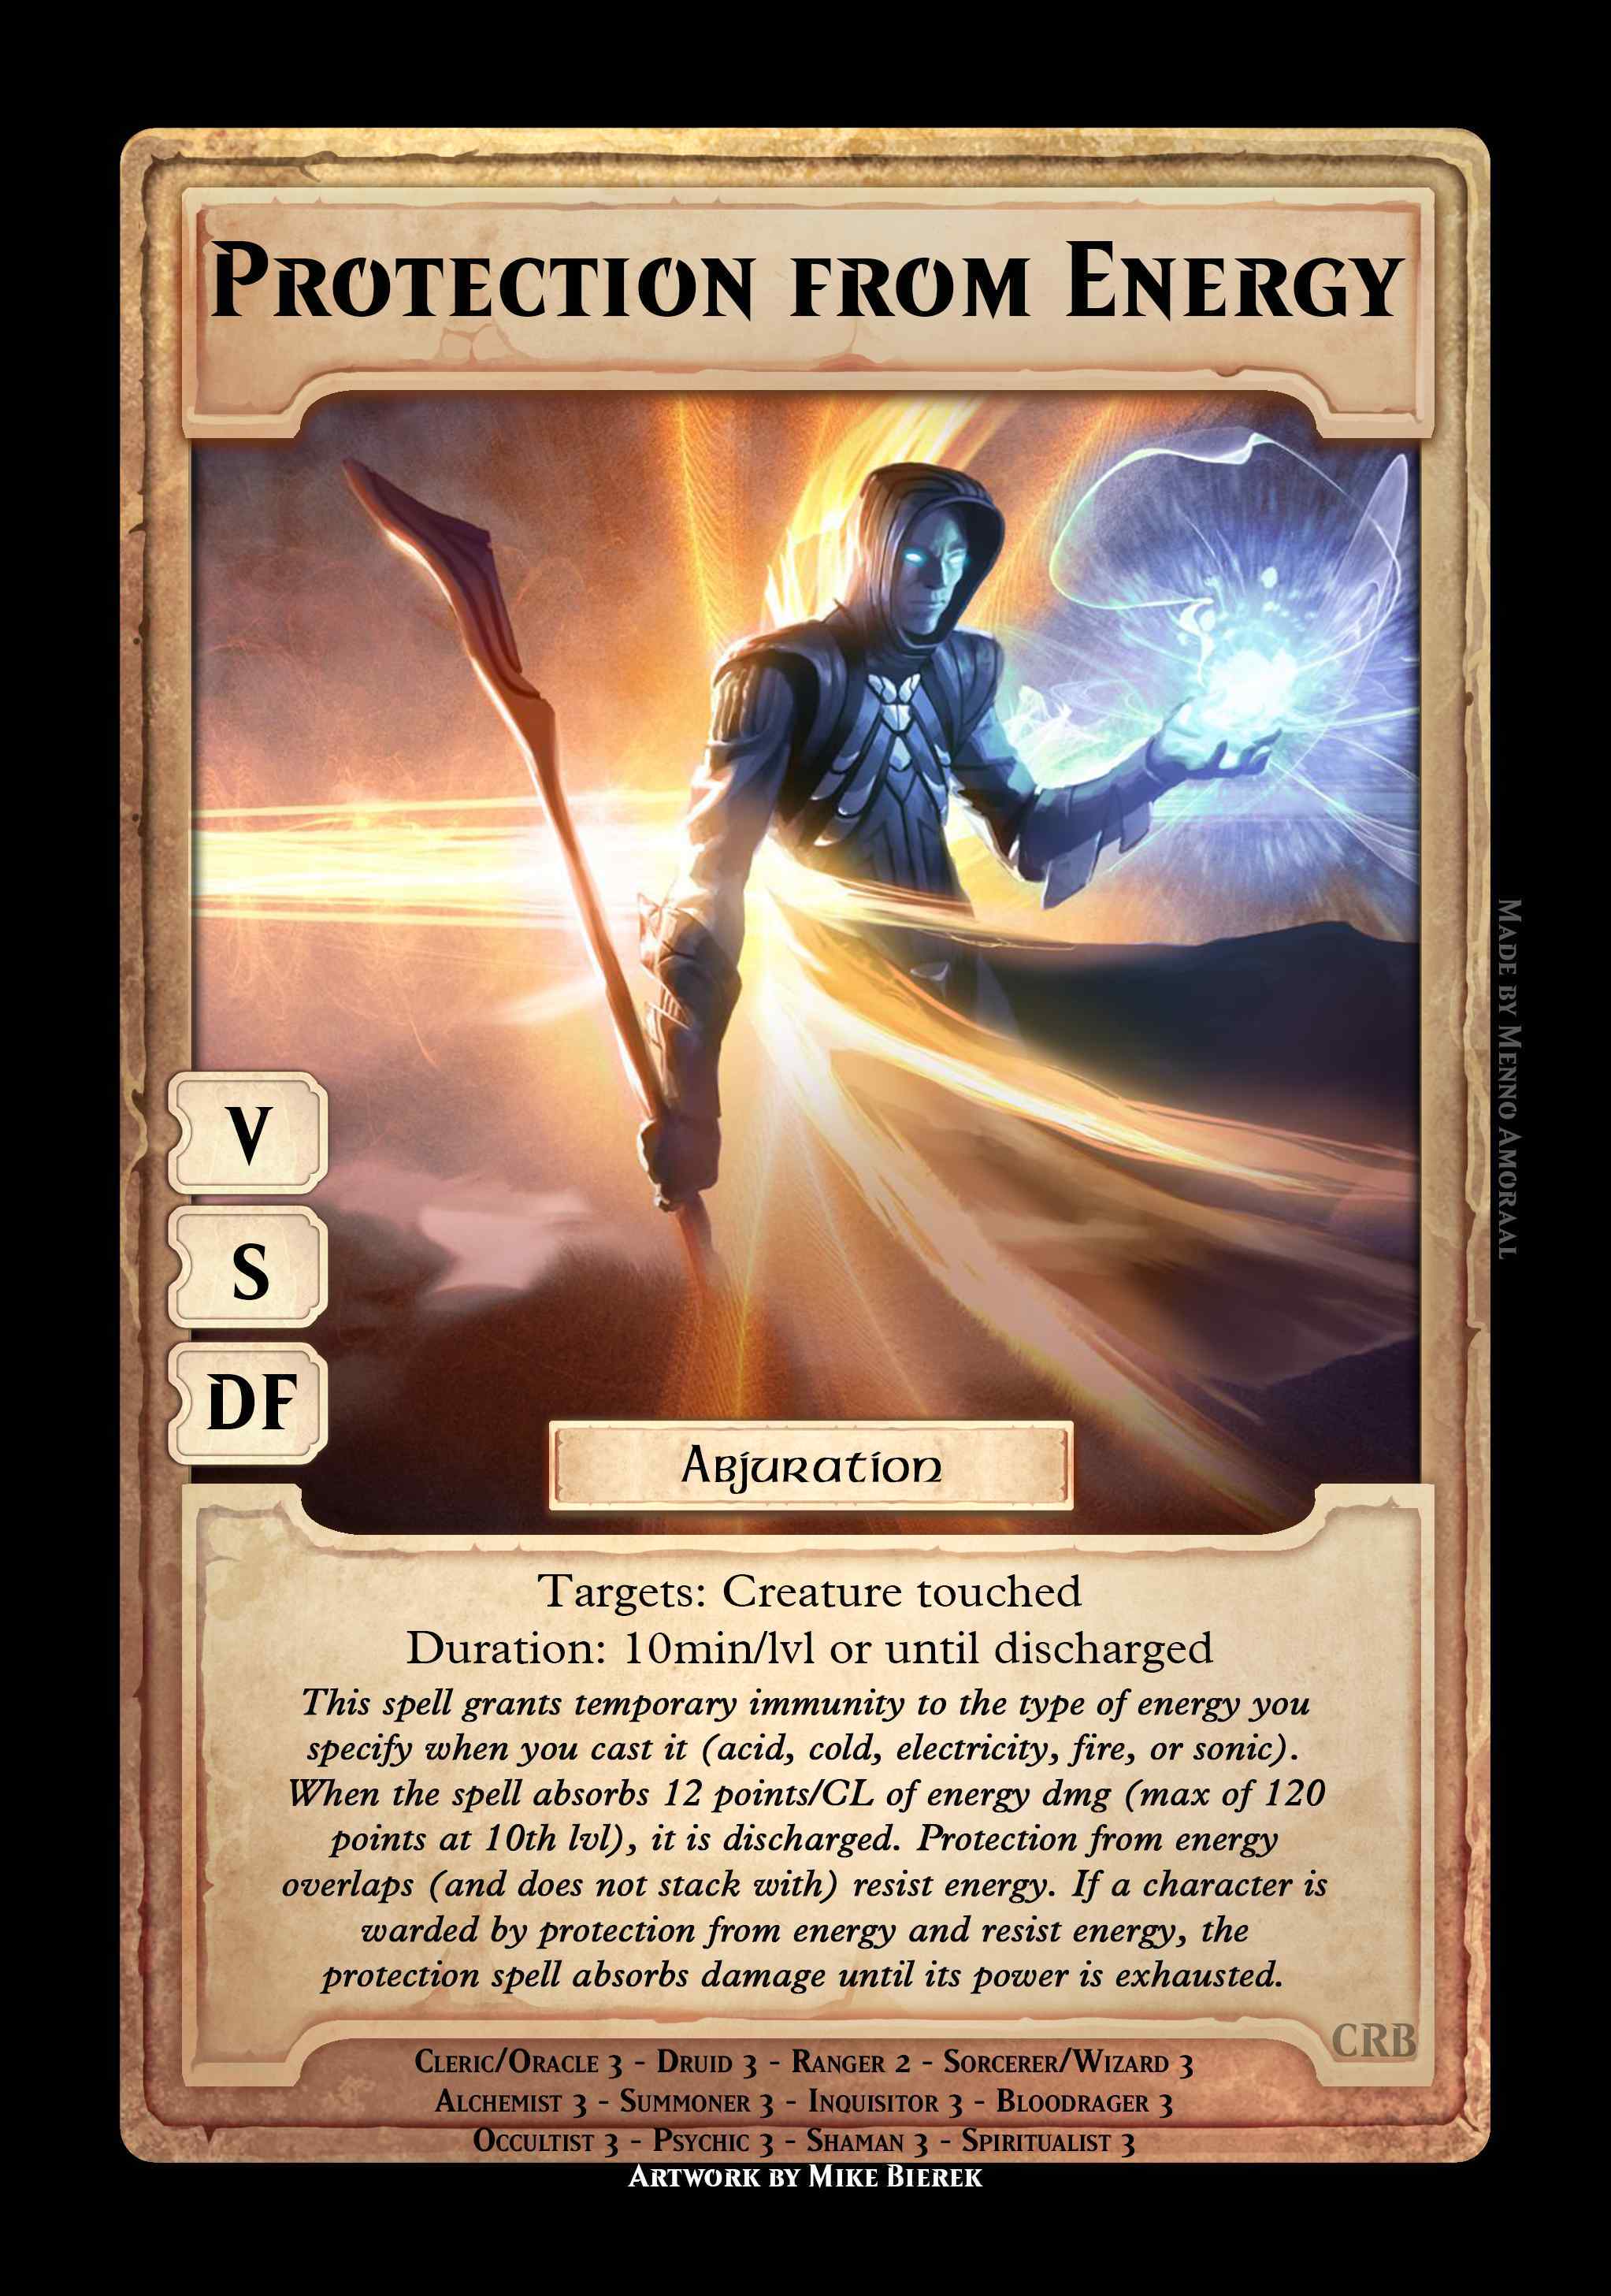 Protection from Energy
V
S
DF
Abjuration
Targets: Creature touched
Duration: 10min/lvl or until discharged
This spell grants temporary immunity to the type of energy you
specify when you cast it (acid, cold, electricity, fire, or sonic).
When the spell absorbs 12 points/CL of energy dmg (max of 120
points at 10th lvl), it is discharged. Protection from energy
overlaps (and does not stack with) resist energy. If a character is
warded by protection from energy and resist energy, the
protection spell absorbs damage until its power is exhausted.
CRB
Cleric/Oracle 3 - Druid 3 - Ranger 2 - Sorcerer/Wizard 3
Alchemist 3 - Summoner 3 - Inquisitor 3 - Bloodrager 3
Occultist 3 - Psychic 3 - Shaman 3 - Spiritualist 3
Artwork by Mike Bierek
Made by Menno Amoraal